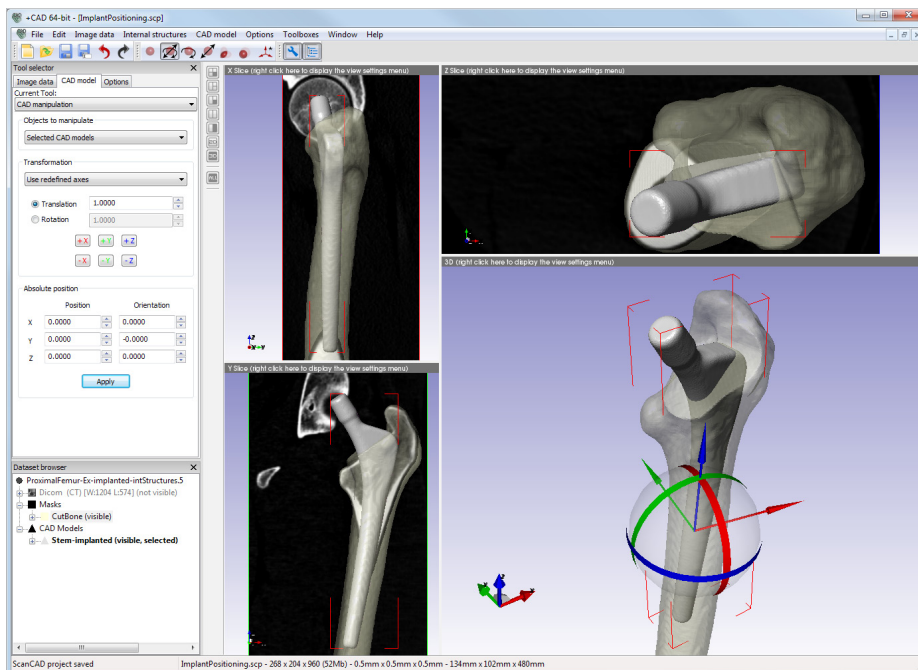 +CAD 64-bit - [ImplantPositioning.scp]
File Edit Image data Internal structures CAD model Options Toolboxes Window Help
Tool selector
Image data CAD model Options
Current Tool:
CAD manipulation
Objects to manipulate
Selected CAD models
Transformation
Use redefined axes
Translation 1.0000
Rotation 1.0000
+X +Y +Z
-X -Y -Z
Absolute position
Position Orientation
X 0.0000 0.0000
Y 0.0000 -0.0000
Z 0.0000 0.0000
Apply
Dataset browser
ProximalFemur-Ex-implanted-intStructures.5
Dicom (CT) [W:1204 L:574] (not visible)
Masks
CutBone (visible)
CAD Models
Stem-implanted (visible, selected)
X Slice (right click here to display the view settings menu)
Z Slice (right click here to display the view settings menu)
Y Slice (right click here to display the view settings menu)
3D (right click here to display the view settings menu)
ScanCAD project saved
ImplantPositioning.scp - 268 x 204 x 960 (52Mb) - 0.5mm x 0.5mm x 0.5mm - 134mm x 102mm x 480mm